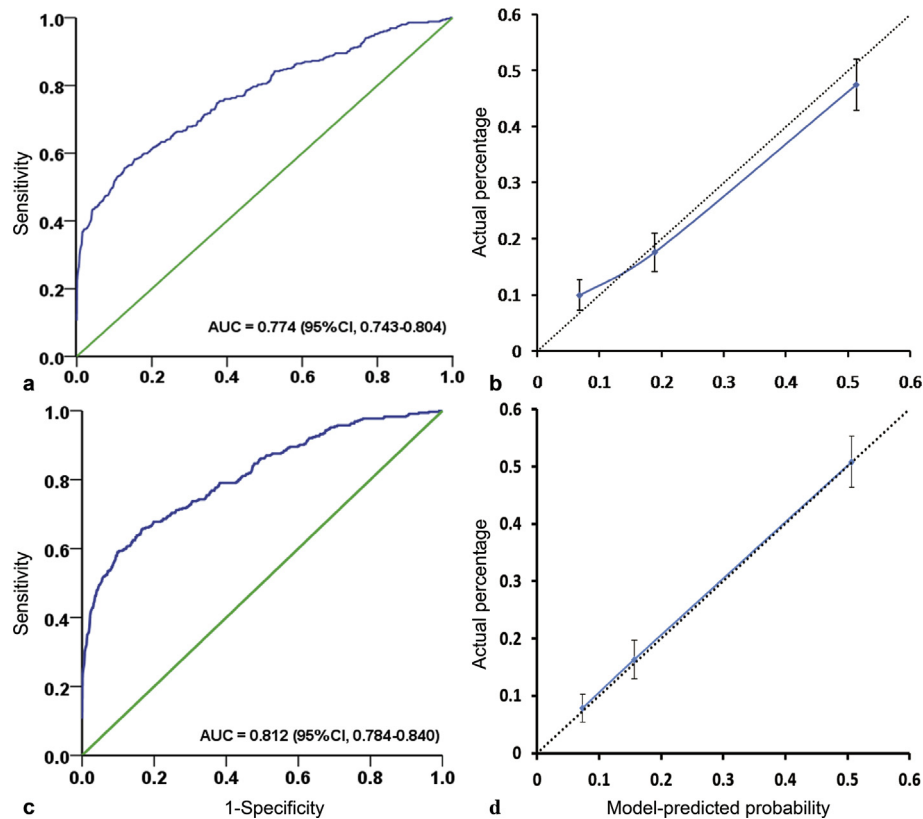 1.0
0.8
0.6
0.4
0.2
0.0
Sensitivity
AUC = 0.774 (95%CI, 0.743-0.804)
0.0 0.2 0.4 0.6 0.8 1.0
a
0.6
0.5
0.4
0.3
0.2
0.1
0
Actual percentage
0 0.1 0.2 0.3 0.4 0.5 0.6
b
1.0
0.8
0.6
0.4
0.2
0.0
Sensitivity
AUC = 0.812 (95%CI, 0.784-0.840)
0.0 0.2 0.4 0.6 0.8 1.0
c
1-Specificity
0.6
0.5
0.4
0.3
0.2
0.1
0
Actual percentage
0 0.1 0.2 0.3 0.4 0.5 0.6
d
Model-predicted probability